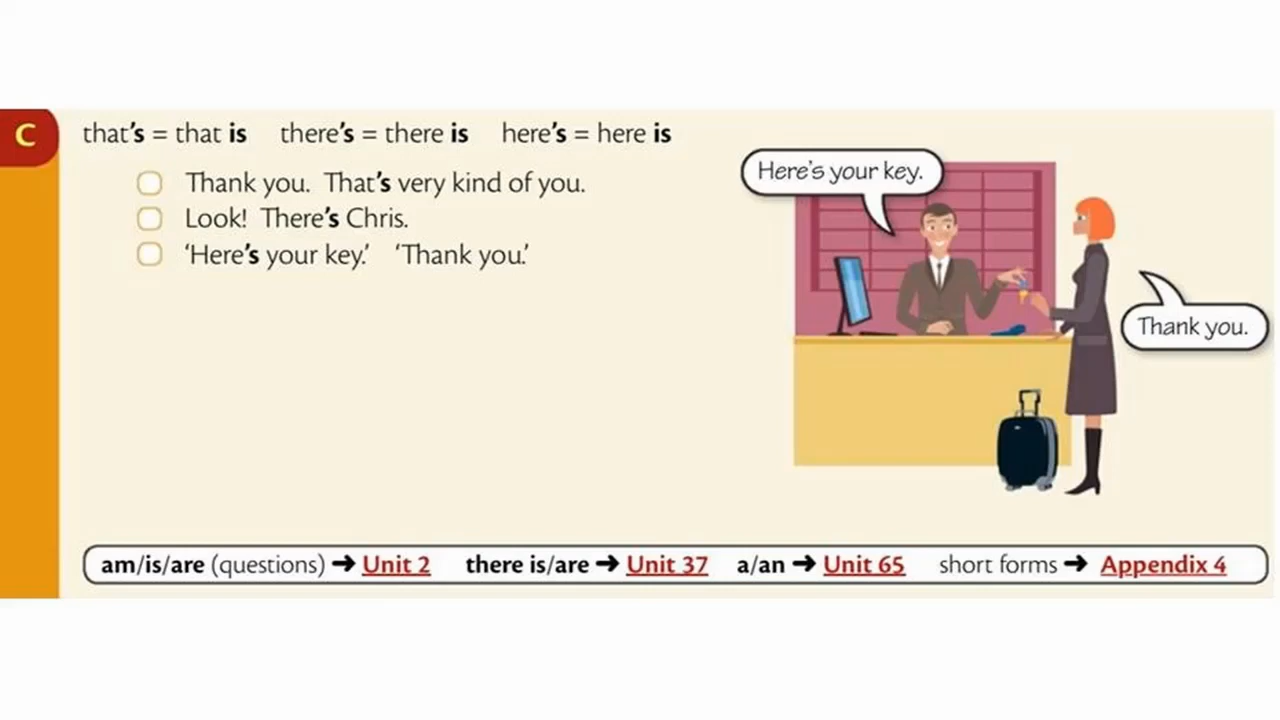 C
that's = that is there's = there is here's = here is
Thank you. That's very kind of you.
Look! There's Chris.
'Here's your key.' 'Thank you.'
Here's your key.
Thank you.
am/is/are (questions) → Unit 2 there is/are → Unit 37 a/an → Unit 65 short forms → Appendix 4